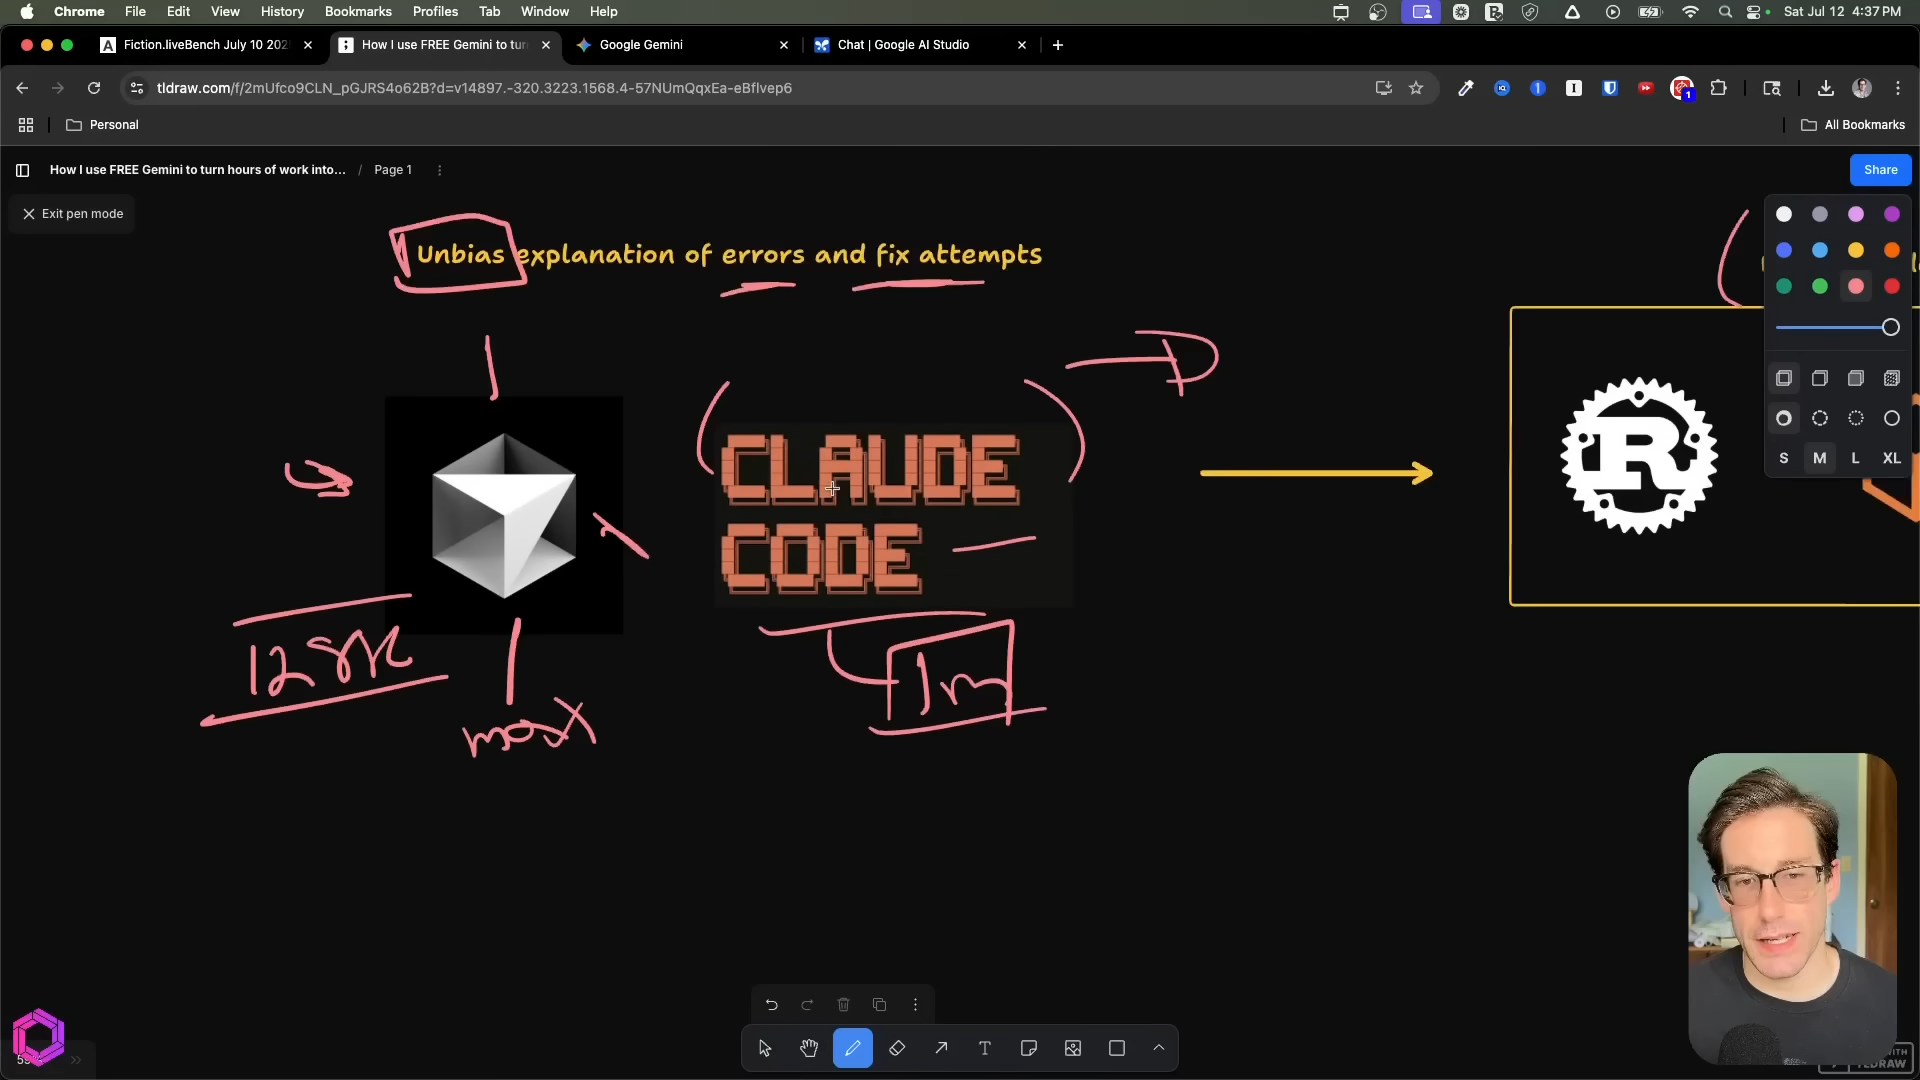 Chrome File Edit View History Bookmarks Profiles Tab Window Help Sat Jul 12 4:37 PM
Fiction.liveBench July 10 202 How I use FREE Gemini to tur Google Gemini Chat | Google AI Studio
tldraw.com/f/2mUfco9CLN_pGJRS4o62B?d=v14897.-320.3223.1568.4-57NUmQqxEa-eBflvep6
Personal All Bookmarks
How I use FREE Gemini to turn hours of work into... / Page 1 Share
Exit pen mode
Unbias explanation of errors and fix attempts
CLAUDE
CODE
R
S M L XL
128K
1m
max
TLDRAW